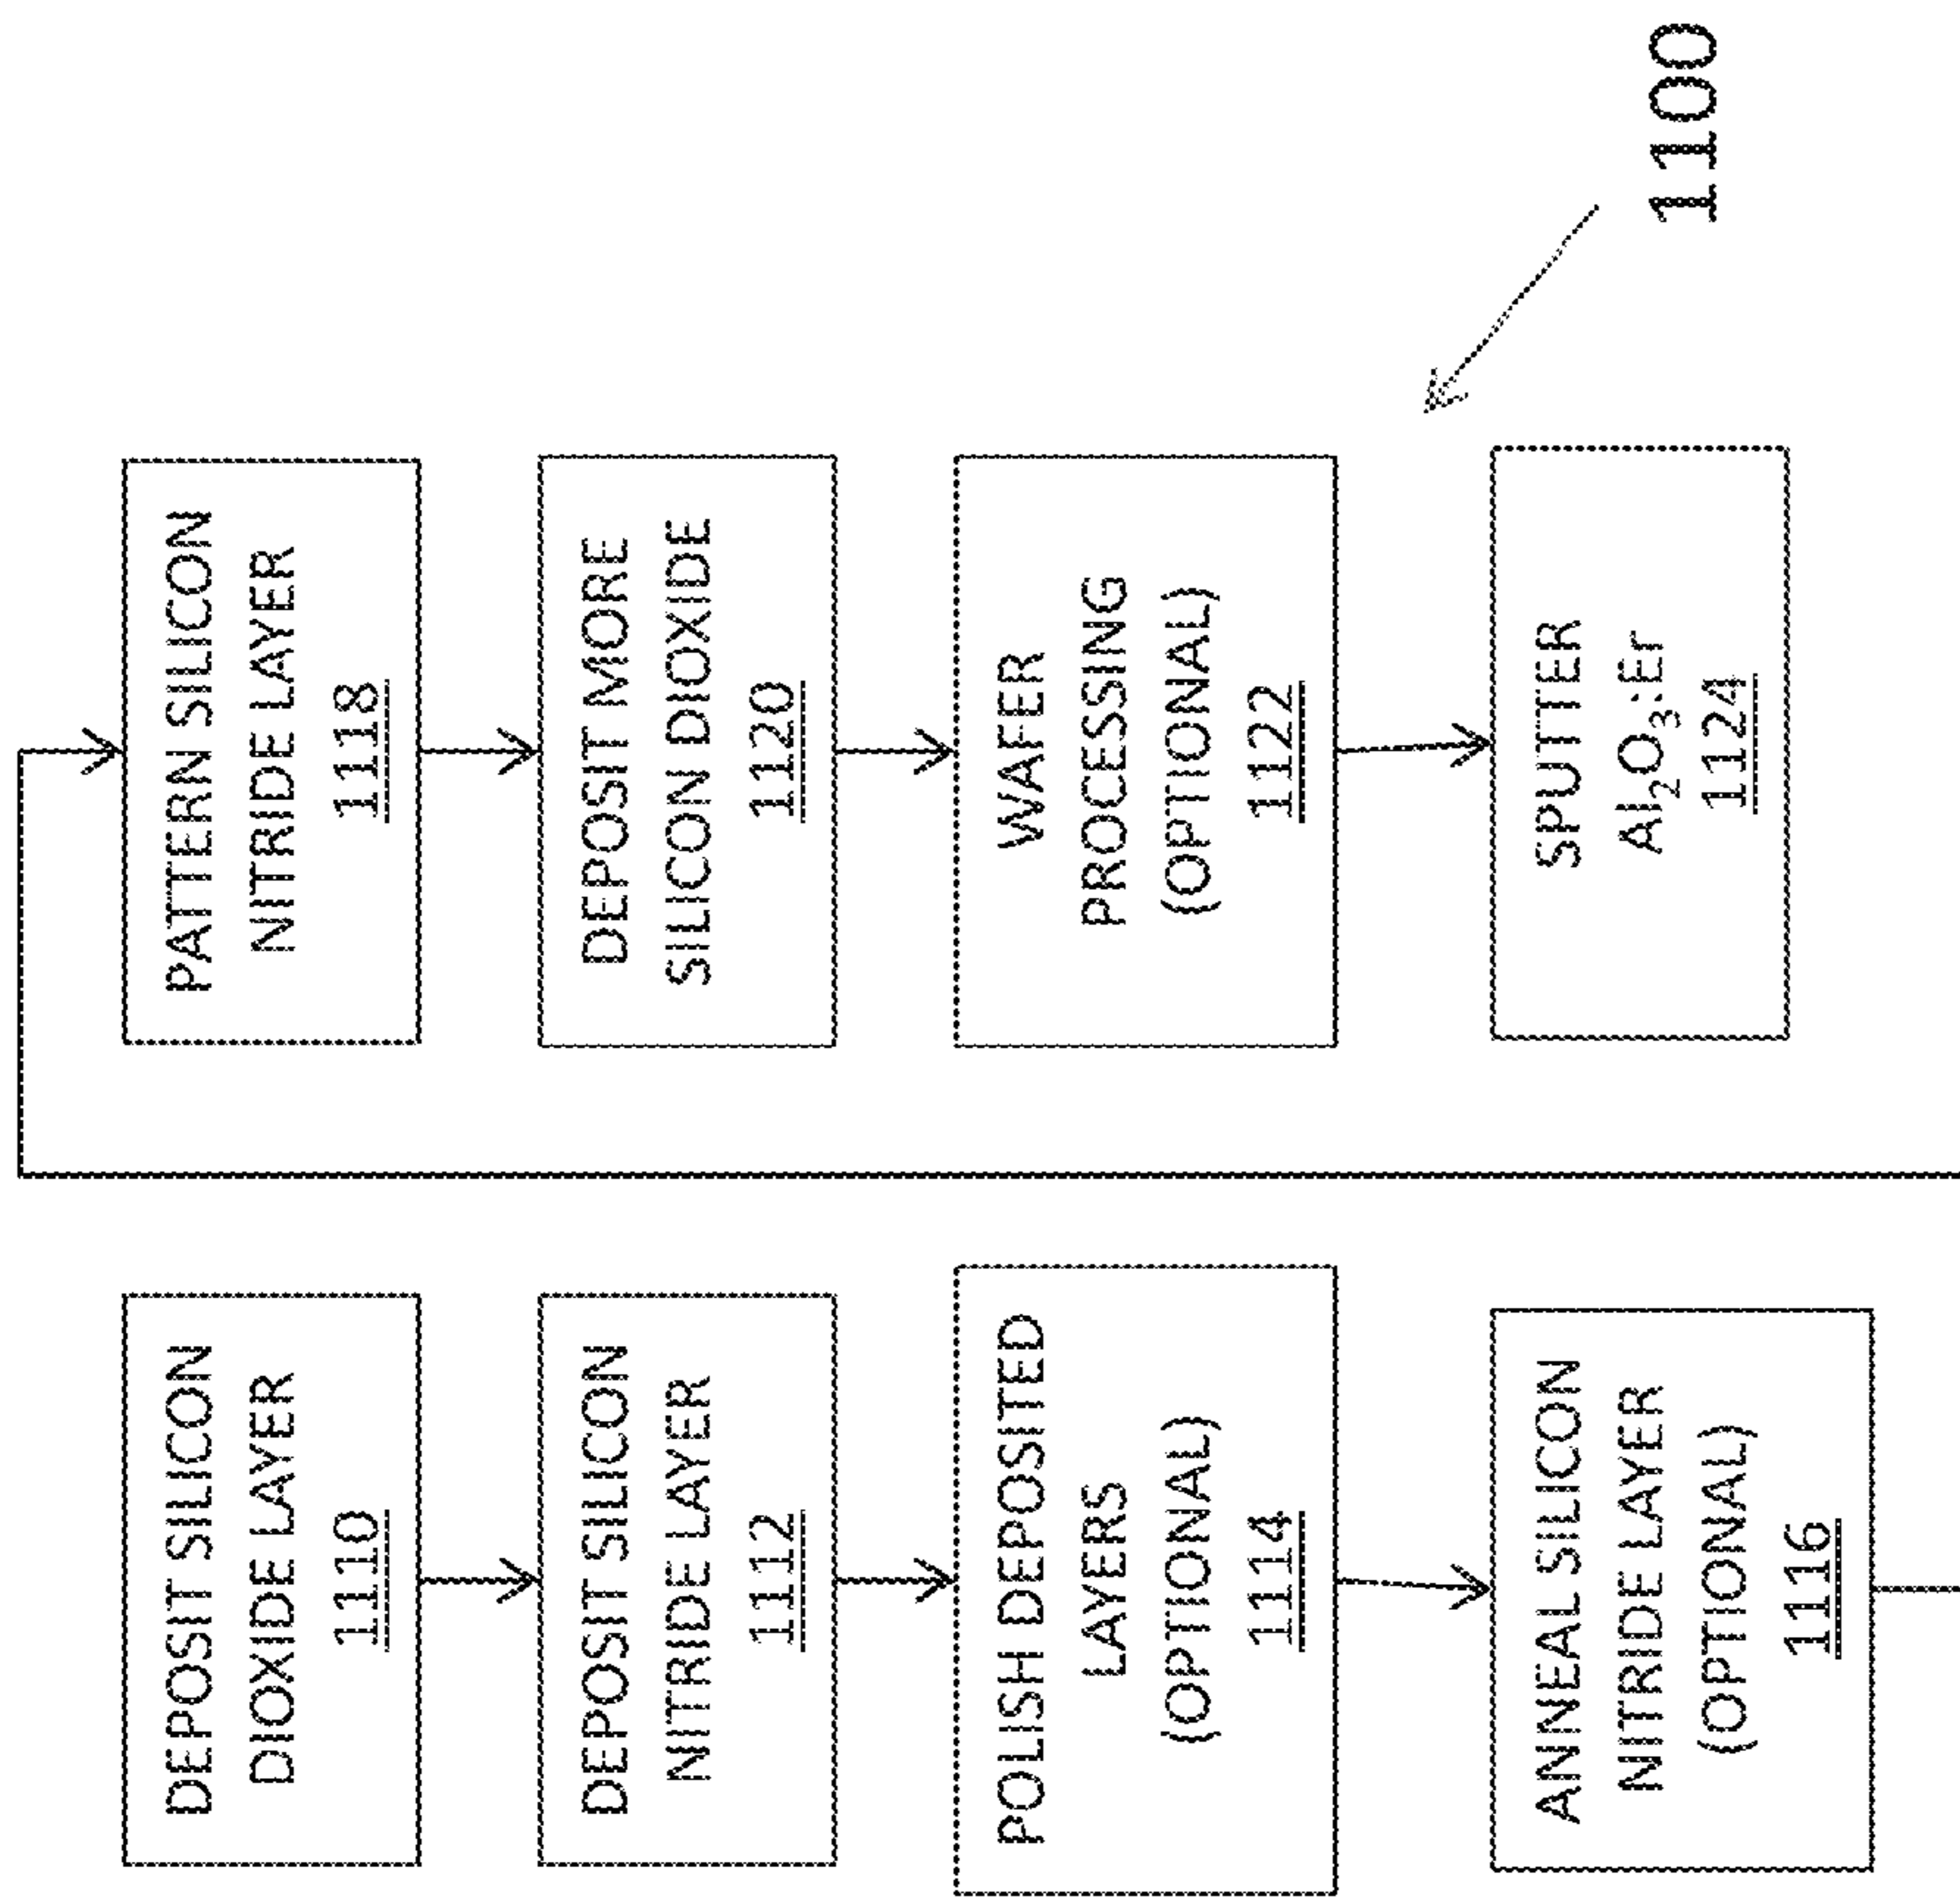 DEPOSIT SILICON
DIOXIDE LAYER
1110
DEPOSIT SILICON
NITRIDE LAYER
1112
POLISH DEPOSITED
LAYERS
(OPTIONAL)
1114
ANNEAL SILICON
NITRIDE LAYER
(OPTIONAL)
1116
PATTERN SILICON
NITRIDE LAYER
1118
DEPOSIT MORE
SILICON DIOXIDE
1120
WAFER
PROCESSING
(OPTIONAL)
1122
SPUTTER
Al₂O₃:Er
1124
1100